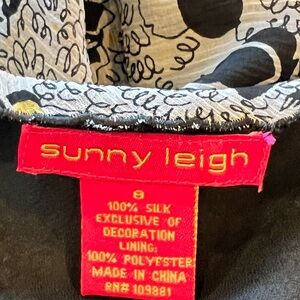 sunny leigh
8
100% SILK
EXCLUSIVE OF
DECORATION
LINING:
100% POLYESTER
MADE IN CHINA
RN# 109881